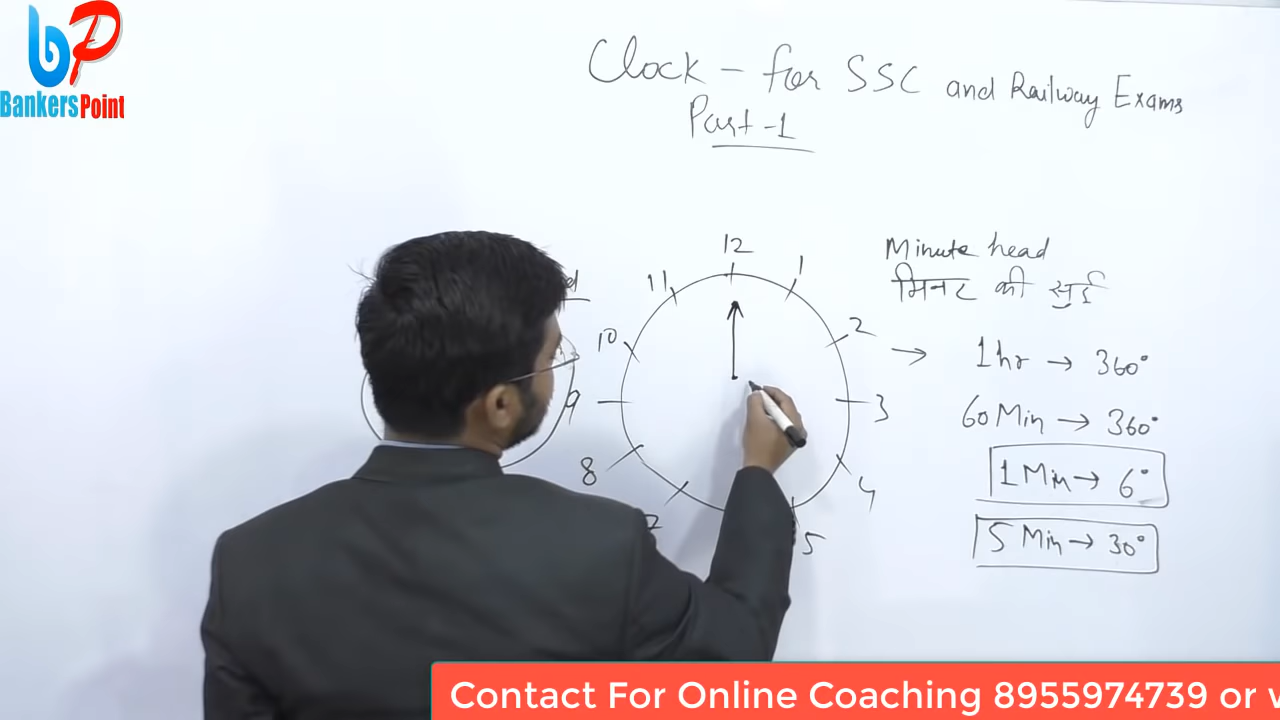 bp
BankersPoint
Clock - for SSC and Railway Exams
Part-1
12
1
2
3
4
5
8
9
10
11
Minute head
मिनट की सुई
→ 1hr → 360°
60 Min → 360°
1 Min → 6°
5 Min → 30°
Contact For Online Coaching 8955974739 or